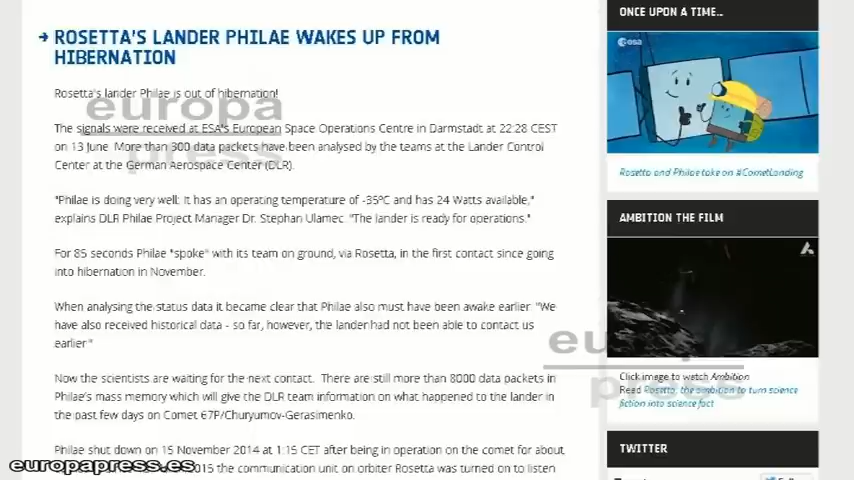 ROSETTA'S LANDER PHILAE WAKES UP FROM
HIBERNATION
Rosetta's lander Philae is out of hibernation!
The signals were received at ESA's European Space Operations Centre in Darmstadt at 22:28 CEST
on 13 June. More than 300 data packets have been analysed by the teams at the Lander Control
Center at the German Aerospace Center (DLR).
"Philae is doing very well: It has an operating temperature of -35ºC and has 24 Watts available,"
explains DLR Philae Project Manager Dr. Stephan Ulamec. "The lander is ready for operations."
For 85 seconds Philae "spoke" with its team on ground, via Rosetta, in the first contact since going
into hibernation in November.
When analysing the status data it became clear that Philae also must have been awake earlier: "We
have also received historical data - so far, however, the lander had not been able to contact us
earlier."
Now the scientists are waiting for the next contact. There are still more than 8000 data packets in
Philae's mass memory which will give the DLR team information on what happened to the lander in
the past few days on Comet 67P/Churyumov-Gerasimenko.
Philae shut down on 15 November 2014 at 1:15 CET after being in operation on the comet for about
2015 the communication unit on orbiter Rosetta was turned on to listen
ONCE UPON A TIME...
esa
Rosetta and Philae take on #CometLanding
AMBITION THE FILM
Click image to watch Ambition
Read Rosetta: the ambition to turn science
fiction into science fact
TWITTER
europa
press
europa
press
europapress.es